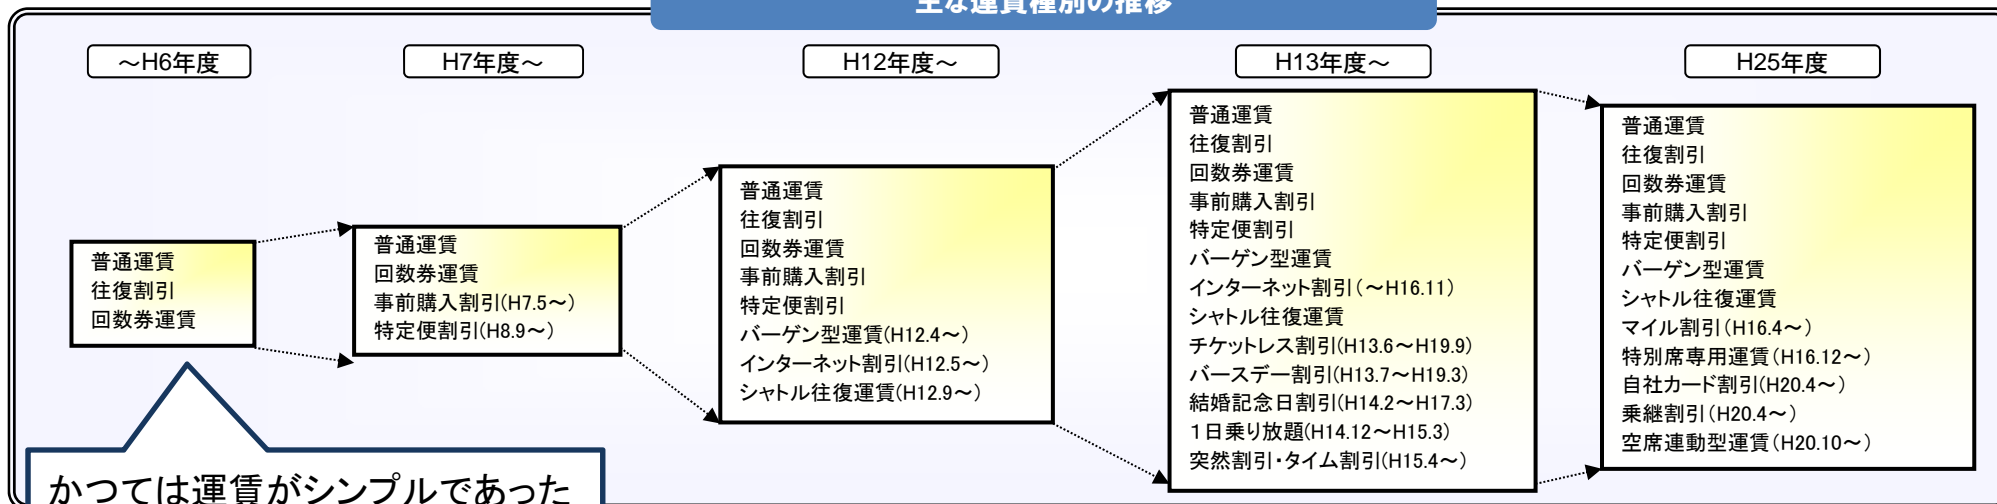 主な運賃種別の推移
～H6年度
普通運賃
往復割引
回数券運賃
かつては運賃がシンプルであった
H7年度～
普通運賃
回数券運賃
事前購入割引(H7.5～)
特定便割引(H8.9～)
H12年度～
普通運賃
往復割引
回数券運賃
事前購入割引
特定便割引
バーゲン型運賃(H12.4～)
インターネット割引(H12.5～)
シャトル往復運賃(H12.9～)
H13年度～
普通運賃
往復割引
回数券運賃
事前購入割引
特定便割引
バーゲン型運賃
インターネット割引(～H16.11)
シャトル往復運賃
チケットレス割引(H13.6～H19.9)
バースデー割引(H13.7～H19.3)
結婚記念日割引(H14.2～H17.3)
1日乗り放題(H14.12～H15.3)
突然割引・タイム割引(H15.4～)
H25年度
普通運賃
往復割引
回数券運賃
事前購入割引
特定便割引
バーゲン型運賃
シャトル往復運賃
マイル割引(H16.4～)
特別席専用運賃(H16.12～)
自社カード割引(H20.4～)
乗継割引(H20.4～)
空席連動型運賃(H20.10～)